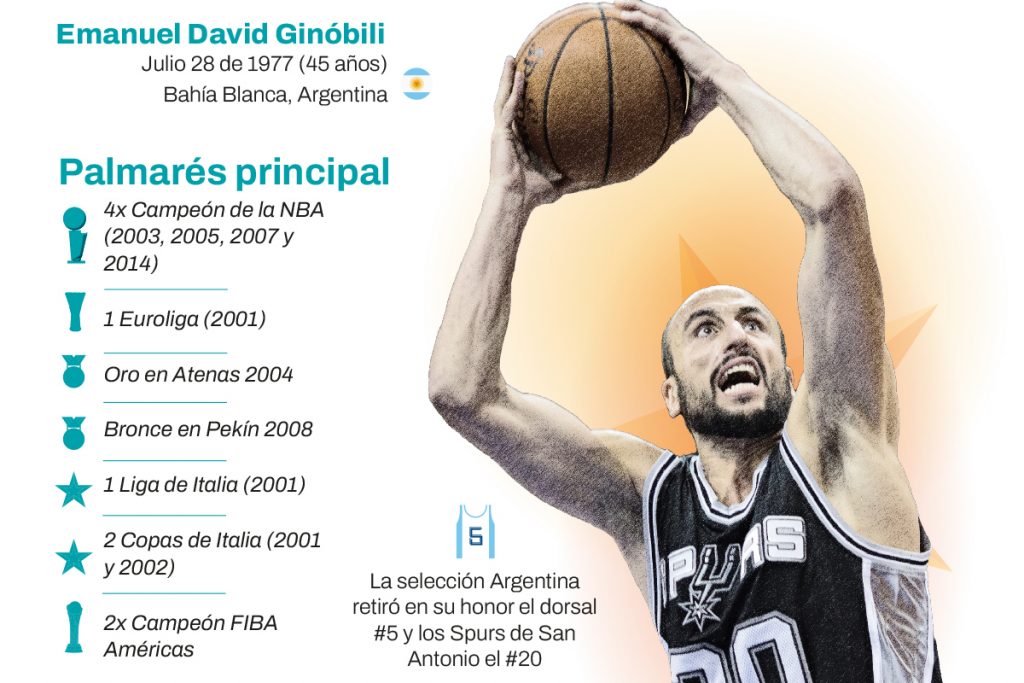 Emanuel David Ginóbili
Julio 28 de 1977 (45 años)
Bahía Blanca, Argentina
Palmarés principal
4x Campeón de la NBA
(2003, 2005, 2007 y
2014)
1 Euroliga (2001)
Oro en Atenas 2004
Bronce en Pekín 2008
1 Liga de Italia (2001)
2 Copas de Italia (2001
y 2002)
2x Campeón FIBA
Américas
5
La selección Argentina
retiró en su honor el dorsal
#5 y los Spurs de San
Antonio el #20
SPURS
20